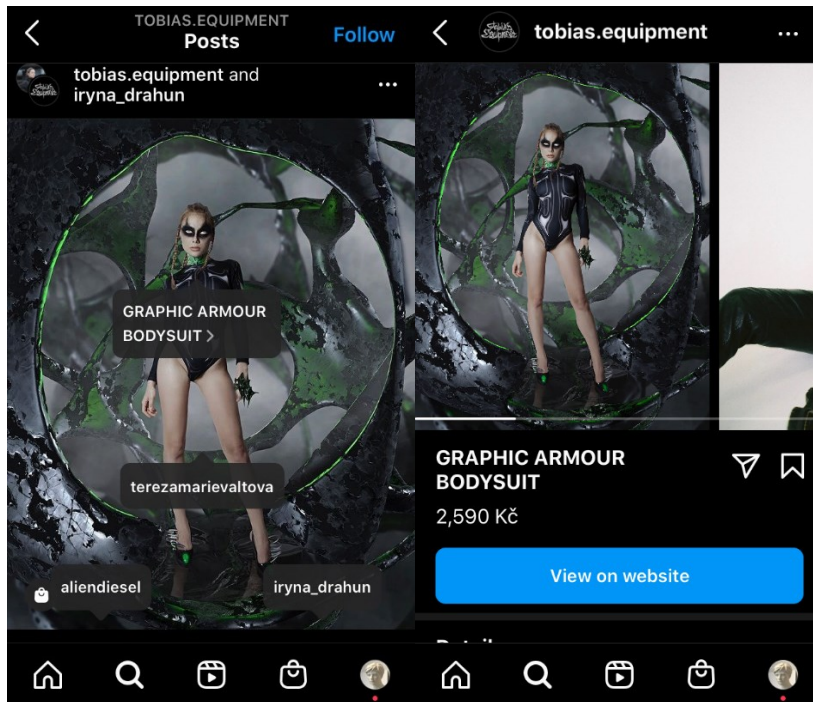 TOBIAS.EQUIPMENT
Posts
Follow
tobias.equipment and
iryna_drahun
GRAPHIC ARMOUR
BODYSUIT >
terezamarievaltova
aliendiesel
iryna_drahun
tobias.equipment
GRAPHIC ARMOUR
BODYSUIT
2,590 Kč
View on website